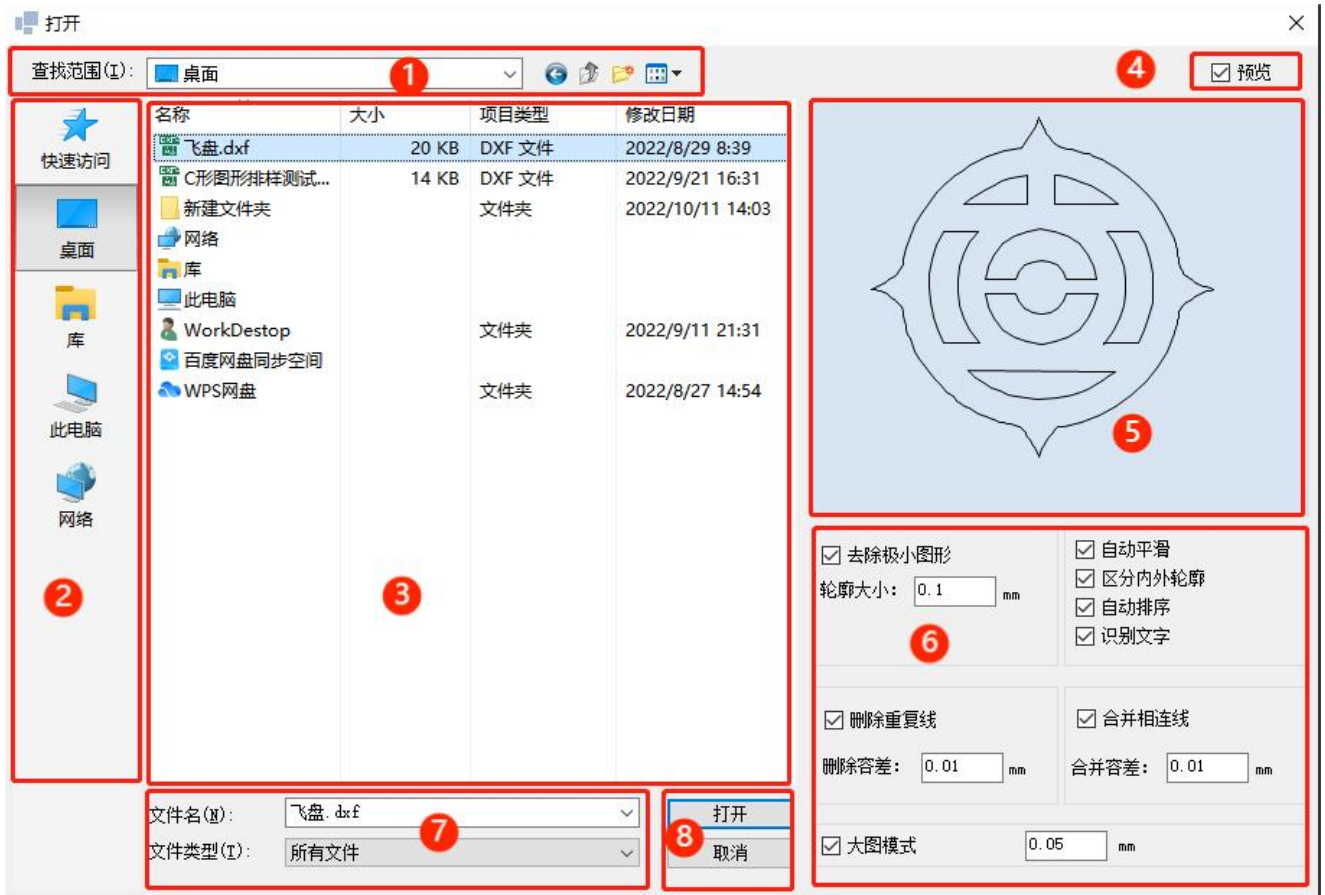 打开
查找范围(I):
桌面
1
4
预览
快速访问
桌面
库
此电脑
网络
2
名称 大小 项目类型 修改日期
飞盘.dxf 20 KB DXF 文件 2022/8/29 8:39
C形图形排样测试... 14 KB DXF 文件 2022/9/21 16:31
新建文件夹 文件夹 2022/10/11 14:03
网络
库
此电脑
WorkDestop 文件夹 2022/9/11 21:31
百度网盘同步空间
WPS网盘 文件夹 2022/8/27 14:54
3
5
去除极小图形
轮廓大小: 0.1 mm
6
自动平滑
区分内外轮廓
自动排序
识别文字
删除重复线
删除容差: 0.01 mm
合并相连线
合并容差: 0.01 mm
大图模式 0.05 mm
文件名(N): 飞盘.dxf
文件类型(T): 所有文件
7
打开
8
取消